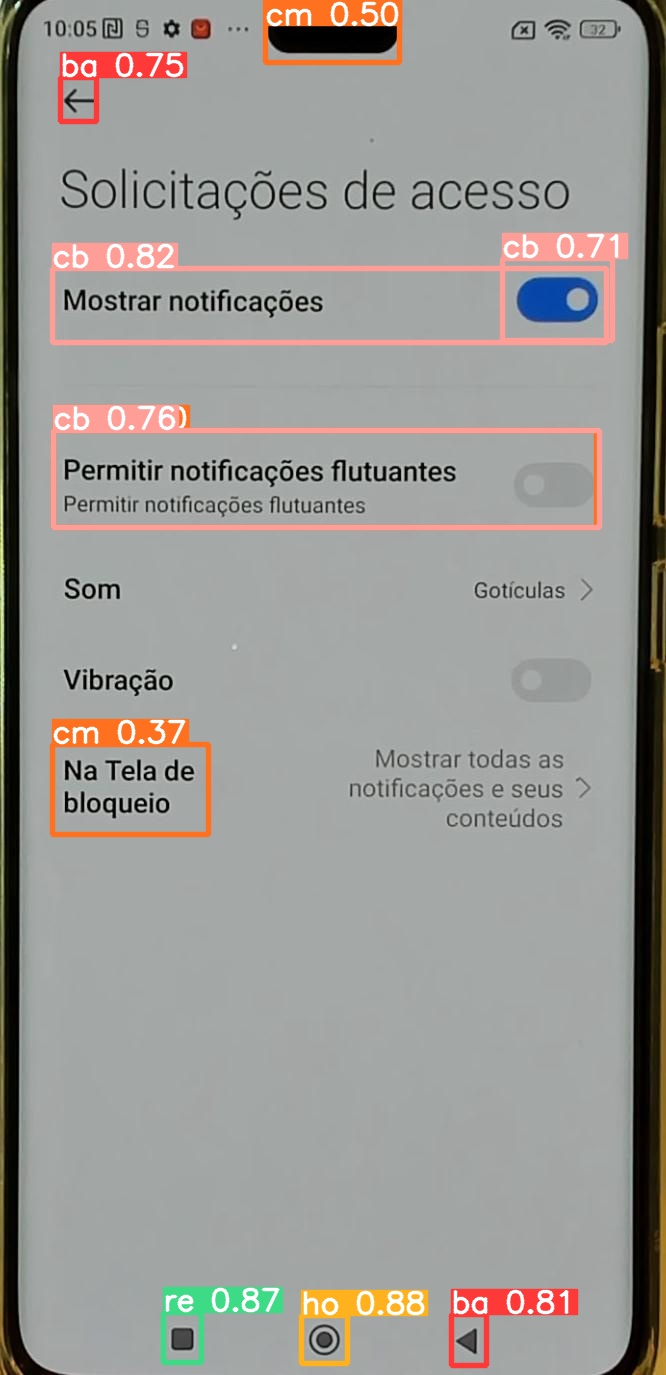 cm 0.50
10:05
32
ba 0.75
Solicitações de acesso
cb 0.82
cb 0.71
Mostrar notificações
cb 0.76
Permitir notificações flutuantes
Permitir notificações flutuantes
Som
Gotículas
Vibração
cm 0.37
Na Tela de
bloqueio
Mostrar todas as
notificações e seus
conteúdos
re 0.87
ho 0.88
ba 0.81